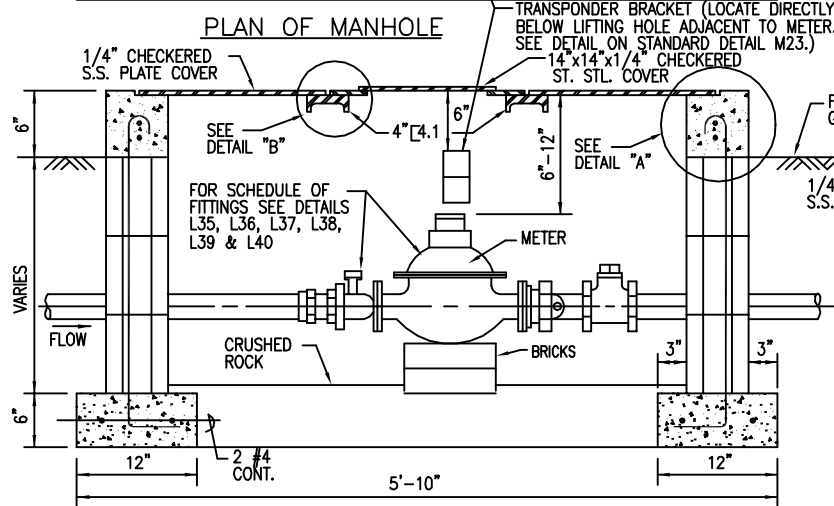 PLAN OF MANHOLE
TRANSPONDER BRACKET (LOCATE DIRECTLY
BELOW LIFTING HOLE ADJACENT TO METER.
SEE DETAIL ON STANDARD DETAIL M23.)
1/4" CHECKERED
S.S. PLATE COVER
14"x14"x1/4" CHECKERED
ST. STL. COVER
6"
SEE
DETAIL "B"
4"[4.1
6"
6"-12"
SEE
DETAIL "A"
1/4
S.S.
FOR SCHEDULE OF
FITTINGS SEE DETAILS
L35, L36, L37, L38,
L39 & L40
METER
VARIES
FLOW
CRUSHED
ROCK
BRICKS
3"
3"
6"
2 #4
CONT.
12"
12"
5'-10"